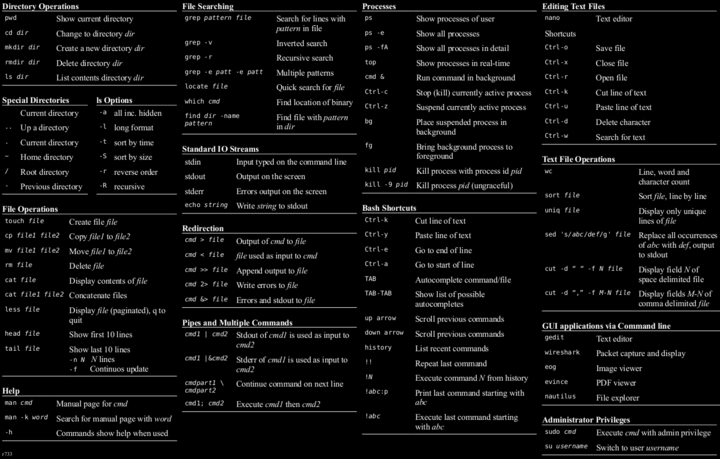 Directory Operations
pwd Show current directory
cd dir Change to directory dir
mkdir dir Create a new directory dir
rmdir dir Delete directory dir
ls dir List contents directory dir
Special Directories
Current directory
.. Up a directory
. Current directory
~ Home directory
/ Root directory
- Previous directory
ls Options
-a all inc. hidden
-l long format
-t sort by time
-S sort by size
-r reverse order
-R recursive
File Operations
touch file Create file file
cp file1 file2 Copy file1 to file2
mv file1 file2 Move file1 to file2
rm file Delete file
cat file Display contents of file
cat file1 file2 Concatenate files
less file Display file (paginated), q to
quit
head file Show first 10 lines
tail file Show last 10 lines
-n N N lines
-f Continuos update
Help
man cmd Manual page for cmd
man -k word Search for manual page with word
-h Commands show help when used
r733
File Searching
grep pattern file Search for lines with
pattern in file
grep -v Inverted search
grep -r Recursive search
grep -e patt -e patt Multiple patterns
locate file Quick search for file
which cmd Find location of binary
find dir -name
pattern Find file with pattern
in dir
Standard IO Streams
stdin Input typed on the command line
stdout Output on the screen
stderr Errors output on the screen
echo string Write string to stdout
Redirection
cmd > file Output of cmd to file
cmd < file file used as input to cmd
cmd >> file Append output to file
cmd 2> file Write errors to file
cmd &> file Errors and stdout to file
Pipes and Multiple Commands
cmd1 | cmd2 Stdout of cmd1 is used as input to
cmd2
cmd1 |&cmd2 Stderr of cmd1 is used as input to
cmd2
cmdpart1 \
cmdpart2 Continue command on next line
cmd1; cmd2 Execute cmd1 then cmd2
Processes
ps Show processes of user
ps -e Show all processes
ps -fA Show all processes in detail
top Show processes in real-time
cmd & Run command in background
Ctrl-c Stop (kill) currently active process
Ctrl-z Suspend currently active process
bg Place suspended process in
background
fg Bring background process to
foreground
kill pid Kill process with process id pid
kill -9 pid Kill process pid (ungraceful)
Bash Shortcuts
Ctrl-k Cut line of text
Ctrl-y Paste line of text
Ctrl-e Go to end of line
Ctrl-a Go to start of line
TAB Autocomplete command/file
TAB-TAB Show list of possible
autocompletes
up arrow Scroll previous commands
down arrow Scroll previous commands
history List recent commands
!! Repeat last command
!N Execute command N from history
!abc:p Print last command starting with
abc
!abc Execute last command starting
with abc
Editing Text Files
nano Text editor
Shortcuts
Ctrl-o Save file
Ctrl-x Close file
Ctrl-r Open file
Ctrl-k Cut line of text
Ctrl-u Paste line of text
Ctrl-d Delete character
Ctrl-w Search for text
Text File Operations
wc Line, word and
character count
sort file Sort file, line by line
uniq file Display only unique
lines of file
sed 's/abc/def/g' file Replace all occurrences
of abc with def, output
to stdout
cut -d " " -f N file Display field N of
space delimited file
cut -d "," -f M-N file Display fields M-N of
comma delimited file
GUI applications via Command line
gedit Text editor
wireshark Packet capture and display
eog Image viewer
evince PDF viewer
nautilus File explorer
Administrator Privileges
sudo cmd Execute cmd with admin privilege
su username Switch to user username